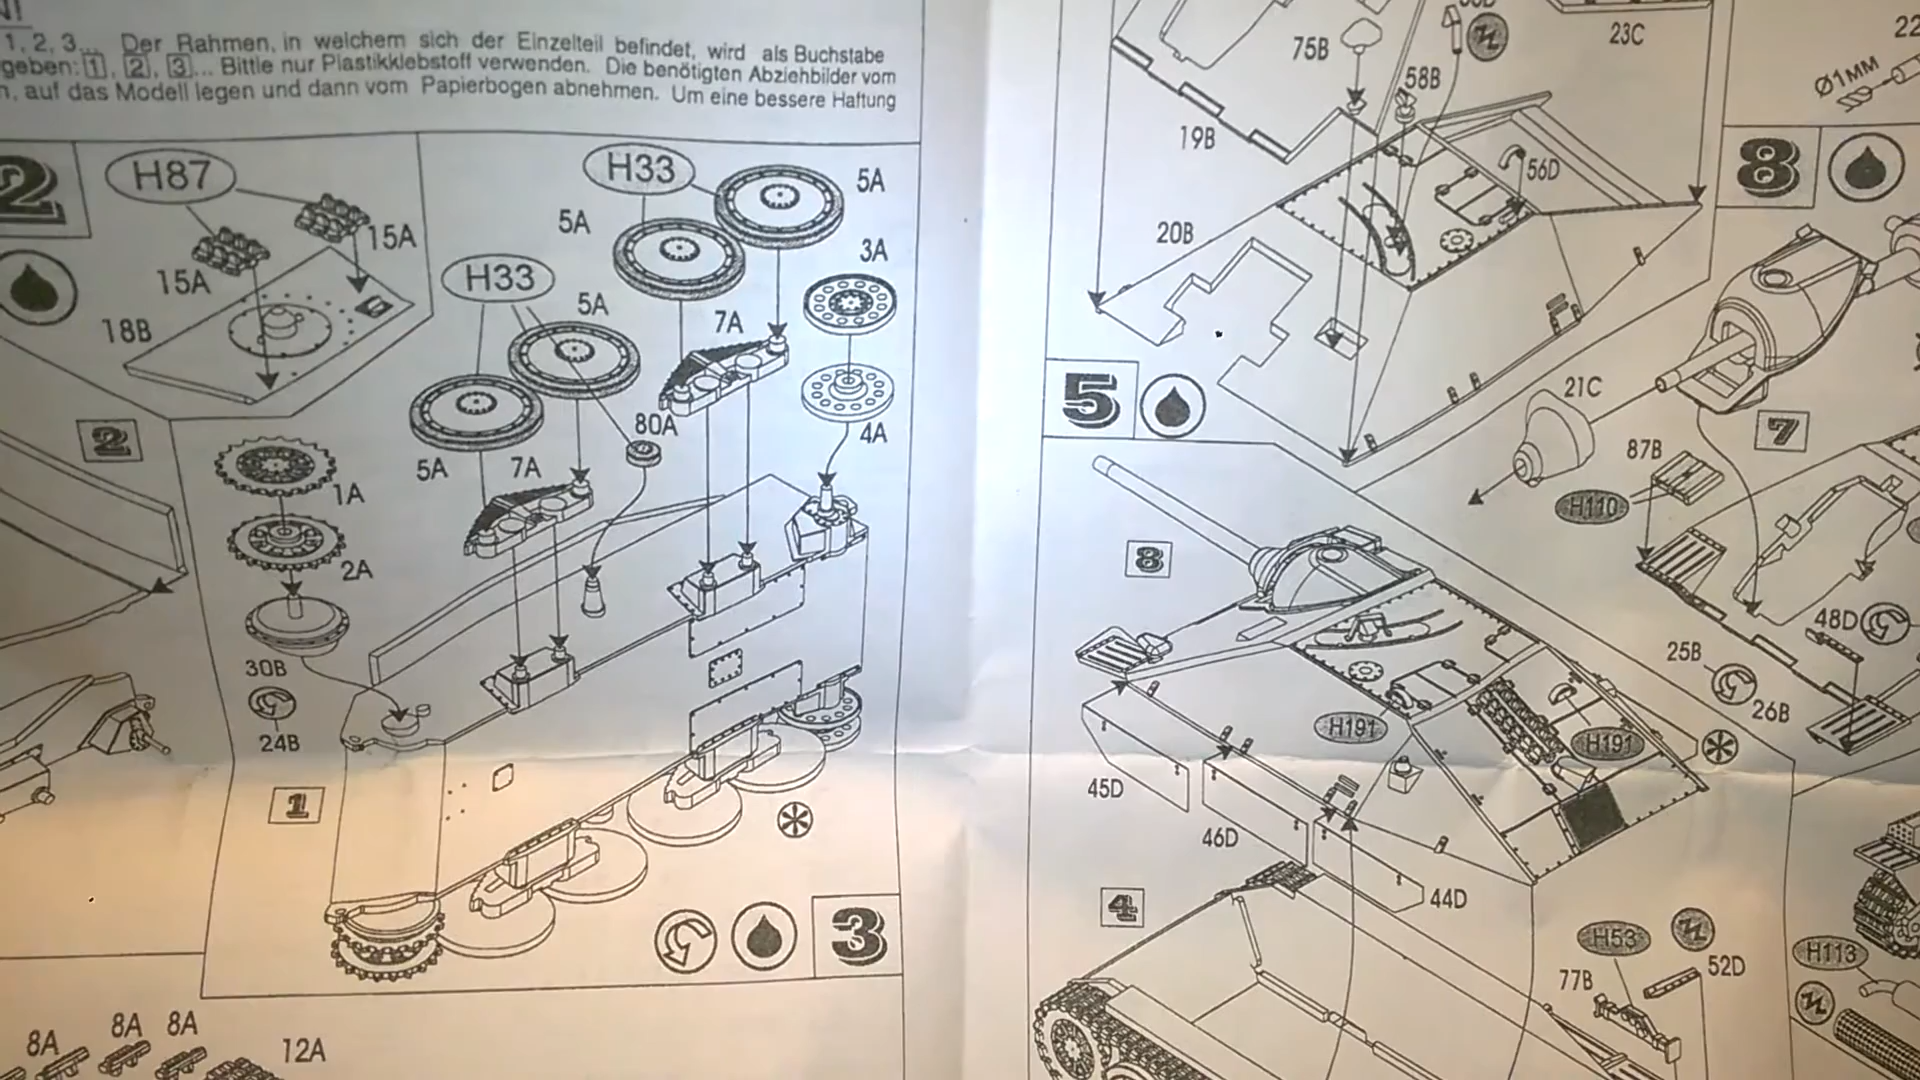 N!
1, 2, 3... Der Rahmen, in welchem sich der Einzelteil befindet, wird als Buchstabe
geben: 1, 2, 3... Bittle nur Plastikklebstoff verwenden. Die benötigten Abziehbilder vom
n, auf das Modell legen und dann vom Papierbogen abnehmen. Um eine bessere Haftung
2
H87
15A
15A
18B
2
H33
5A
5A
3A
H33
5A
7A
80A
4A
5A
7A
1A
2A
30B
24B
1
3
8A
8A
8A
12A
75B
58B
23C
22
Ø1MM
19B
56D
8
20B
5
21C
7
87B
H110
8
48D
25B
26B
H191
H191
45D
46D
44D
4
H53
52D
77B
H113